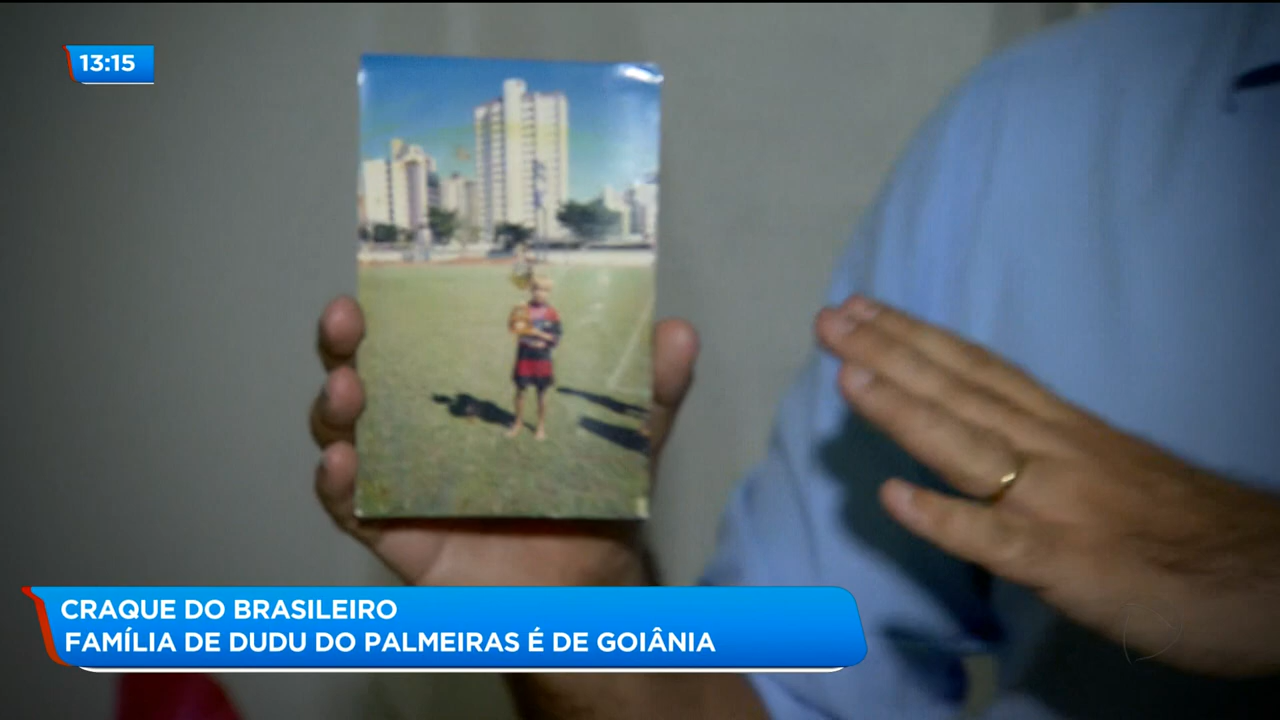 13:15
CRAQUE DO BRASILEIRO
FAMÍLIA DE DUDU DO PALMEIRAS É DE GOIÂNIA